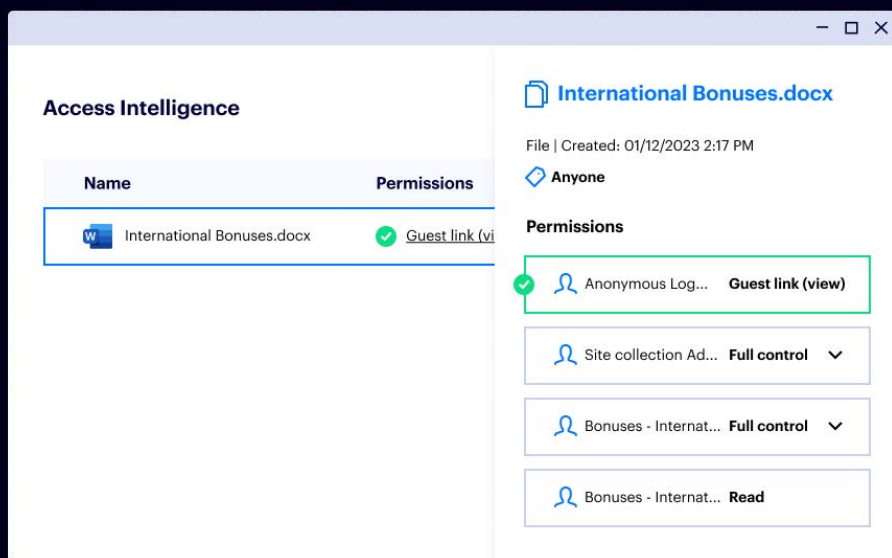 Access Intelligence
Name Permissions
W International Bonuses.docx Guest link (vi
International Bonuses.docx
File | Created: 01/12/2023 2:17 PM
Anyone
Permissions
Anonymous Log... Guest link (view)
Site collection Ad... Full control
Bonuses - Internat... Full control
Bonuses - Internat... Read